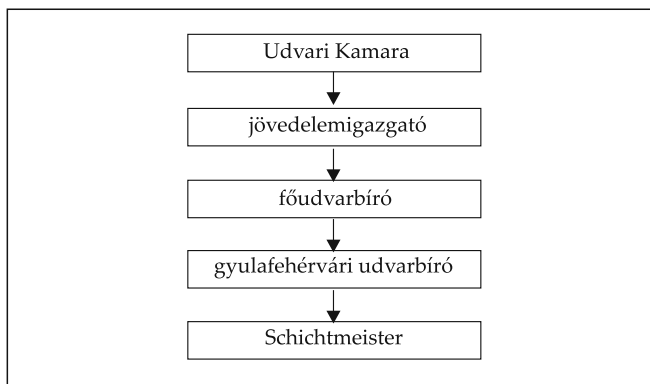 Udvari Kamara
jövedelemigazgató
főudvarbíró
gyulafehérvári udvarbíró
Schichtmeister